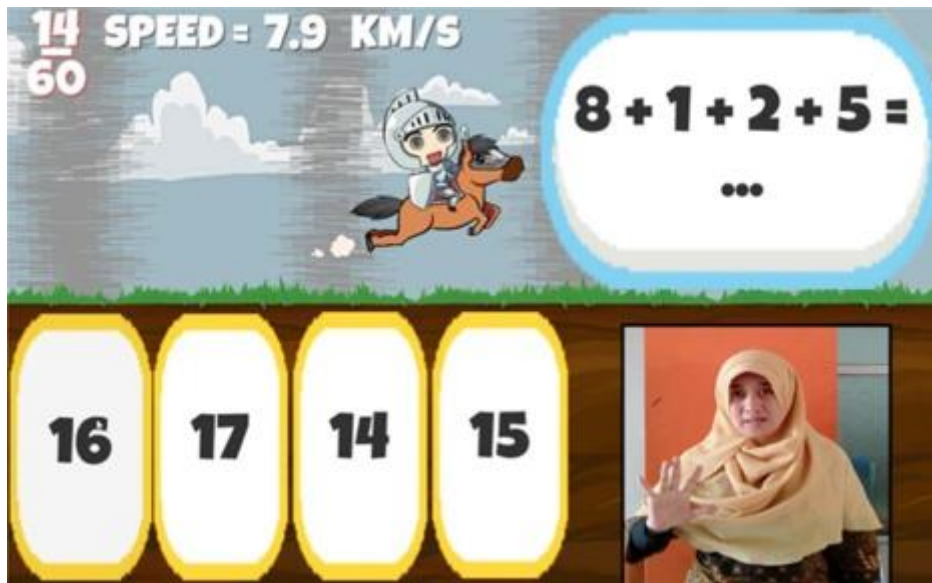 14
60
SPEED = 7.9 KM/S
8 + 1 + 2 + 5 =
...
16 17 14 15